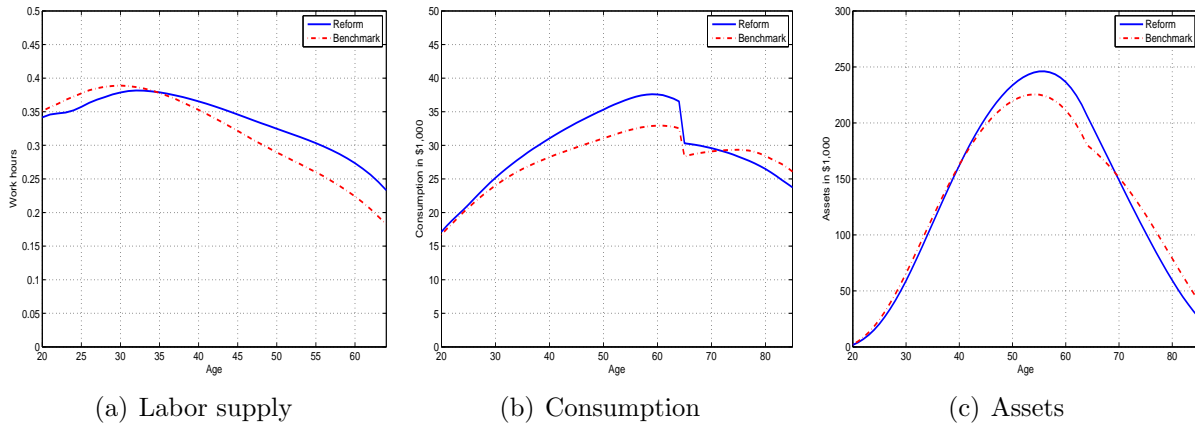 0.5
0.45
0.4
0.35
0.3
0.25
0.2
0.15
0.1
0.05
0
Work hours
20 25 30 35 40 45 50 55 60
Age
Reform
Benchmark
(a) Labor supply
50
45
40
35
30
25
20
15
10
5
0
Consumption in $1,000
20 30 40 50 60 70 80
Age
Reform
Benchmark
(b) Consumption
300
250
200
150
100
50
0
Assets in $1,000
20 30 40 50 60 70 80
Age
Reform
Benchmark
(c) Assets